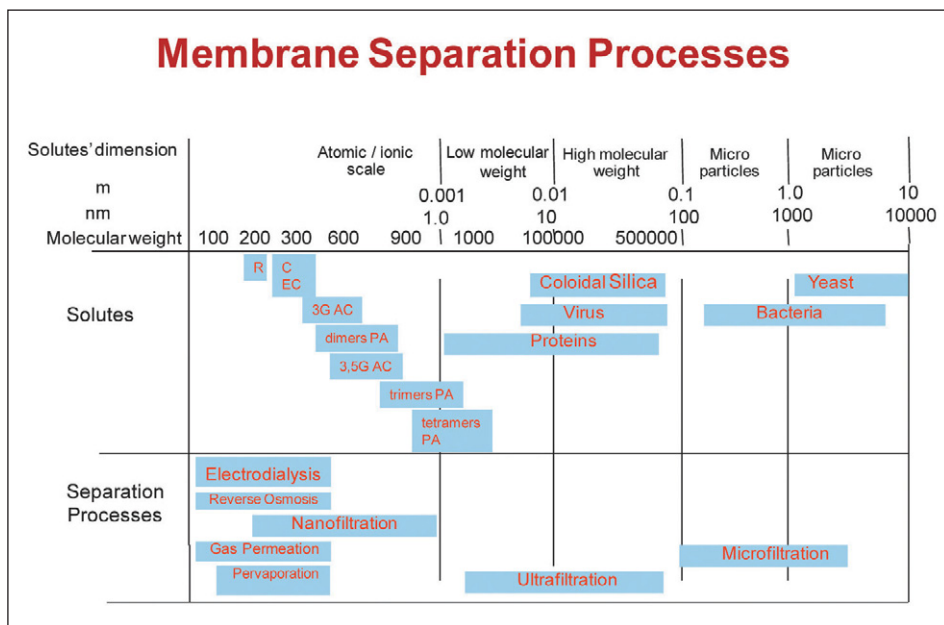 Membrane Separation Processes
Solutes' dimension
Atomic / ionic
scale
Low molecular
weight
High molecular
weight
Micro
particles
Micro
particles
m
0.001
0.01
0.1
1.0
10
nm
1.0
10
100
1000
10000
Molecular weight
100
200
300
600
900
1000
100000
500000
Solutes
R
C
EC
3G AC
dimers PA
3,5G AC
trimers PA
tetramers
PA
Coloidal Silica
Virus
Proteins
Yeast
Bacteria
Separation
Processes
Electrodialysis
Reverse Osmosis
Nanofiltration
Gas Permeation
Pervaporation
Ultrafiltration
Microfiltration